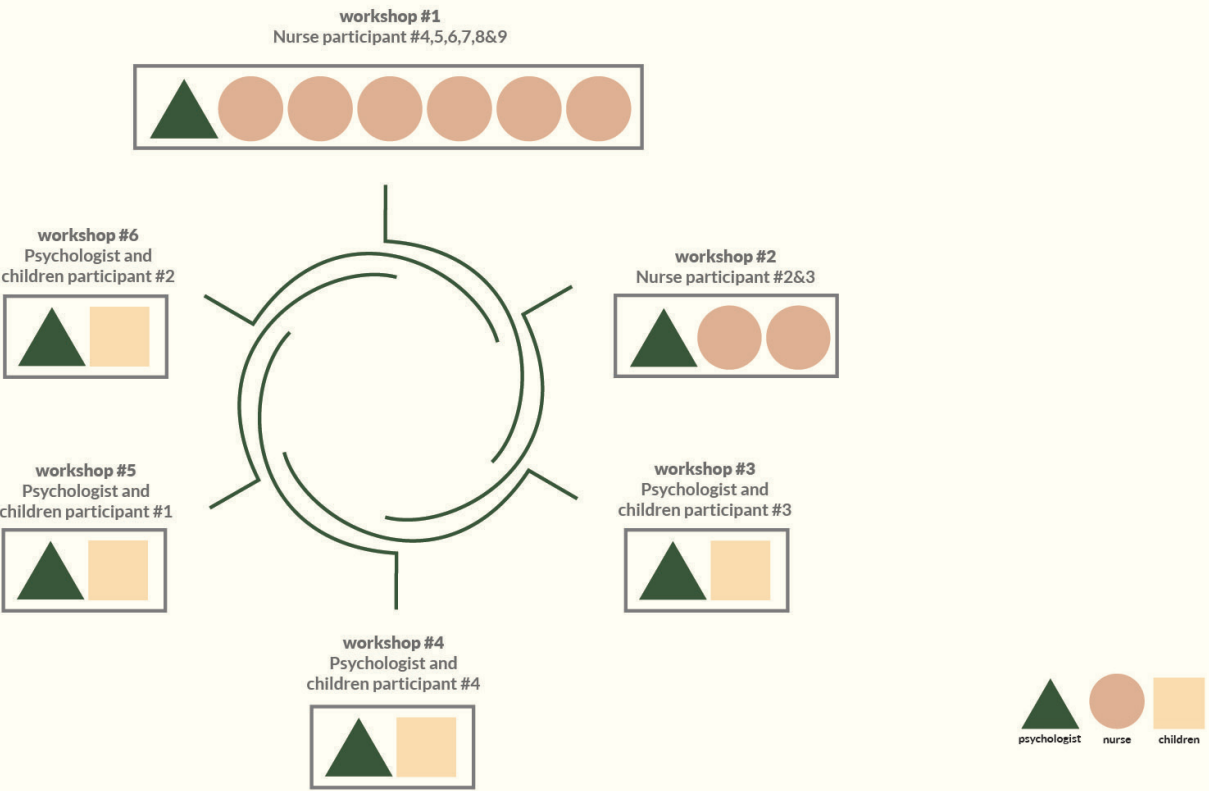 workshop #1
Nurse participant #4,5,6,7,8&9
workshop #6
Psychologist and
children participant #2
workshop #2
Nurse participant #2&3
workshop #5
Psychologist and
children participant #1
workshop #3
Psychologist and
children participant #3
workshop #4
Psychologist and
children participant #4
psychologist
nurse
children